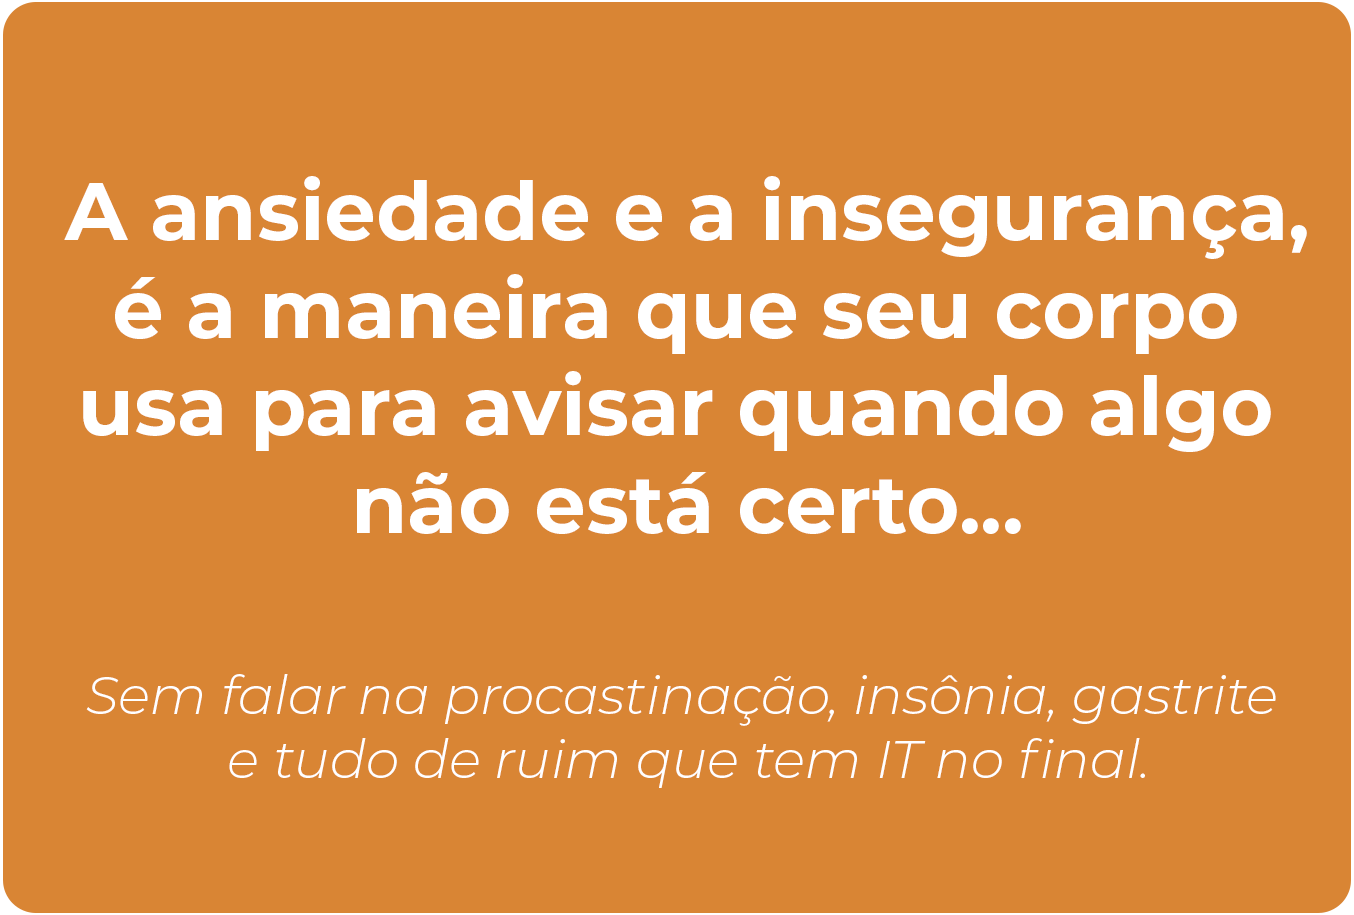 A ansiedade e a insegurança,
é a maneira que seu corpo
usa para avisar quando algo
não está certo...
Sem falar na procastinação, insônia, gastrite
e tudo de ruim que tem IT no final.